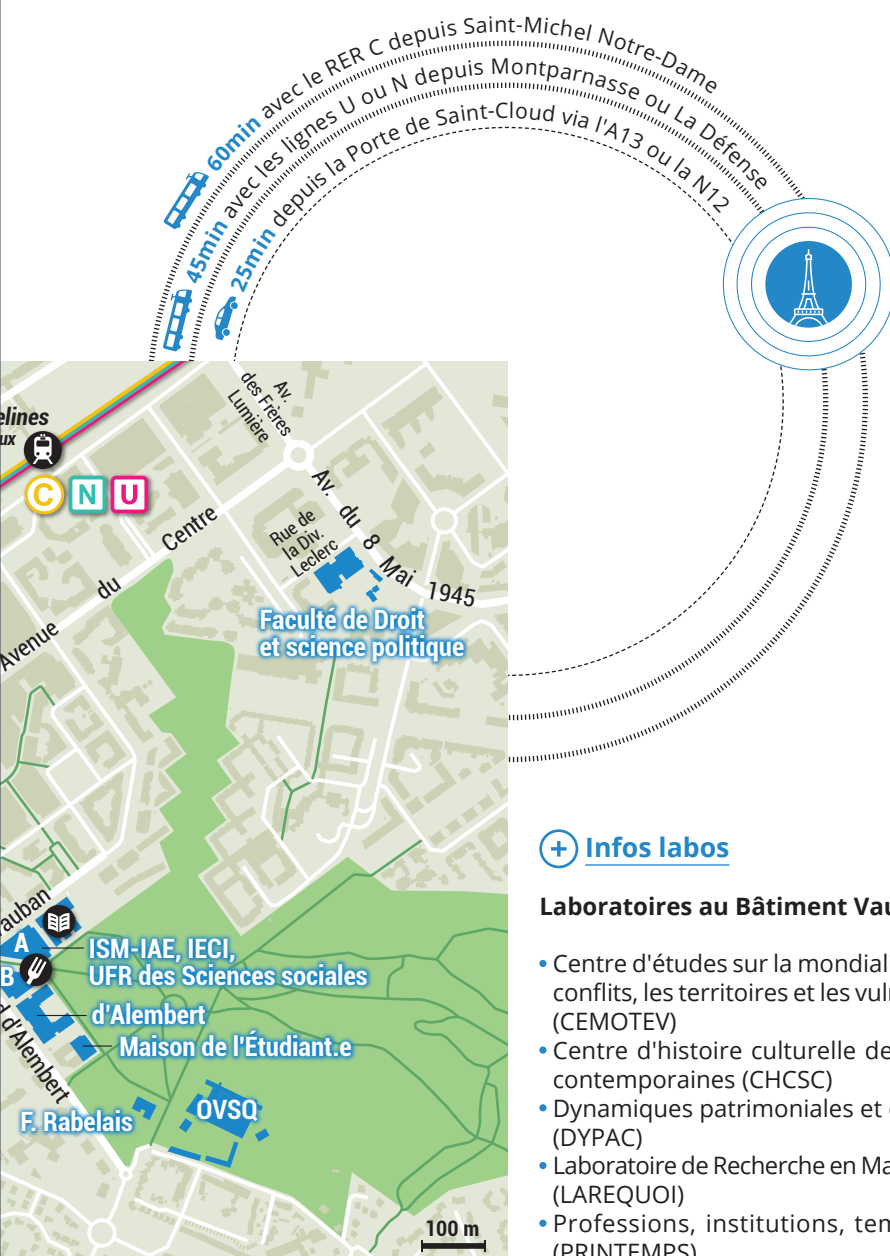 60min avec le RER C depuis Saint-Michel Notre-Dame
45min avec les lignes U ou N depuis Montparnasse ou La Défense
25min depuis la Porte de Saint-Cloud via l'A13 ou la N12
elines
ux
C N U
Av.
des Frères
Lumière
Av. du 8 Mai 1945
Rue de
la Div.
Leclerc
Avenue du Centre
Faculté de Droit
et science politique
auban
A
B
ISM-IAE, IECI,
UFR des Sciences sociales
d'Alembert
Maison de l'Étudiant.e
d d'Alembert
F. Rabelais
OVSQ
100 m
+ Infos labos
Laboratoires au Bâtiment Vau
• Centre d'études sur la mondial
conflits, les territoires et les vuln
(CEMOTEV)
• Centre d'histoire culturelle de
contemporaines (CHCSC)
• Dynamiques patrimoniales et
(DYPAC)
• Laboratoire de Recherche en Ma
(LAREQUOI)
• Professions, institutions, tem
(PRINTEMPS)